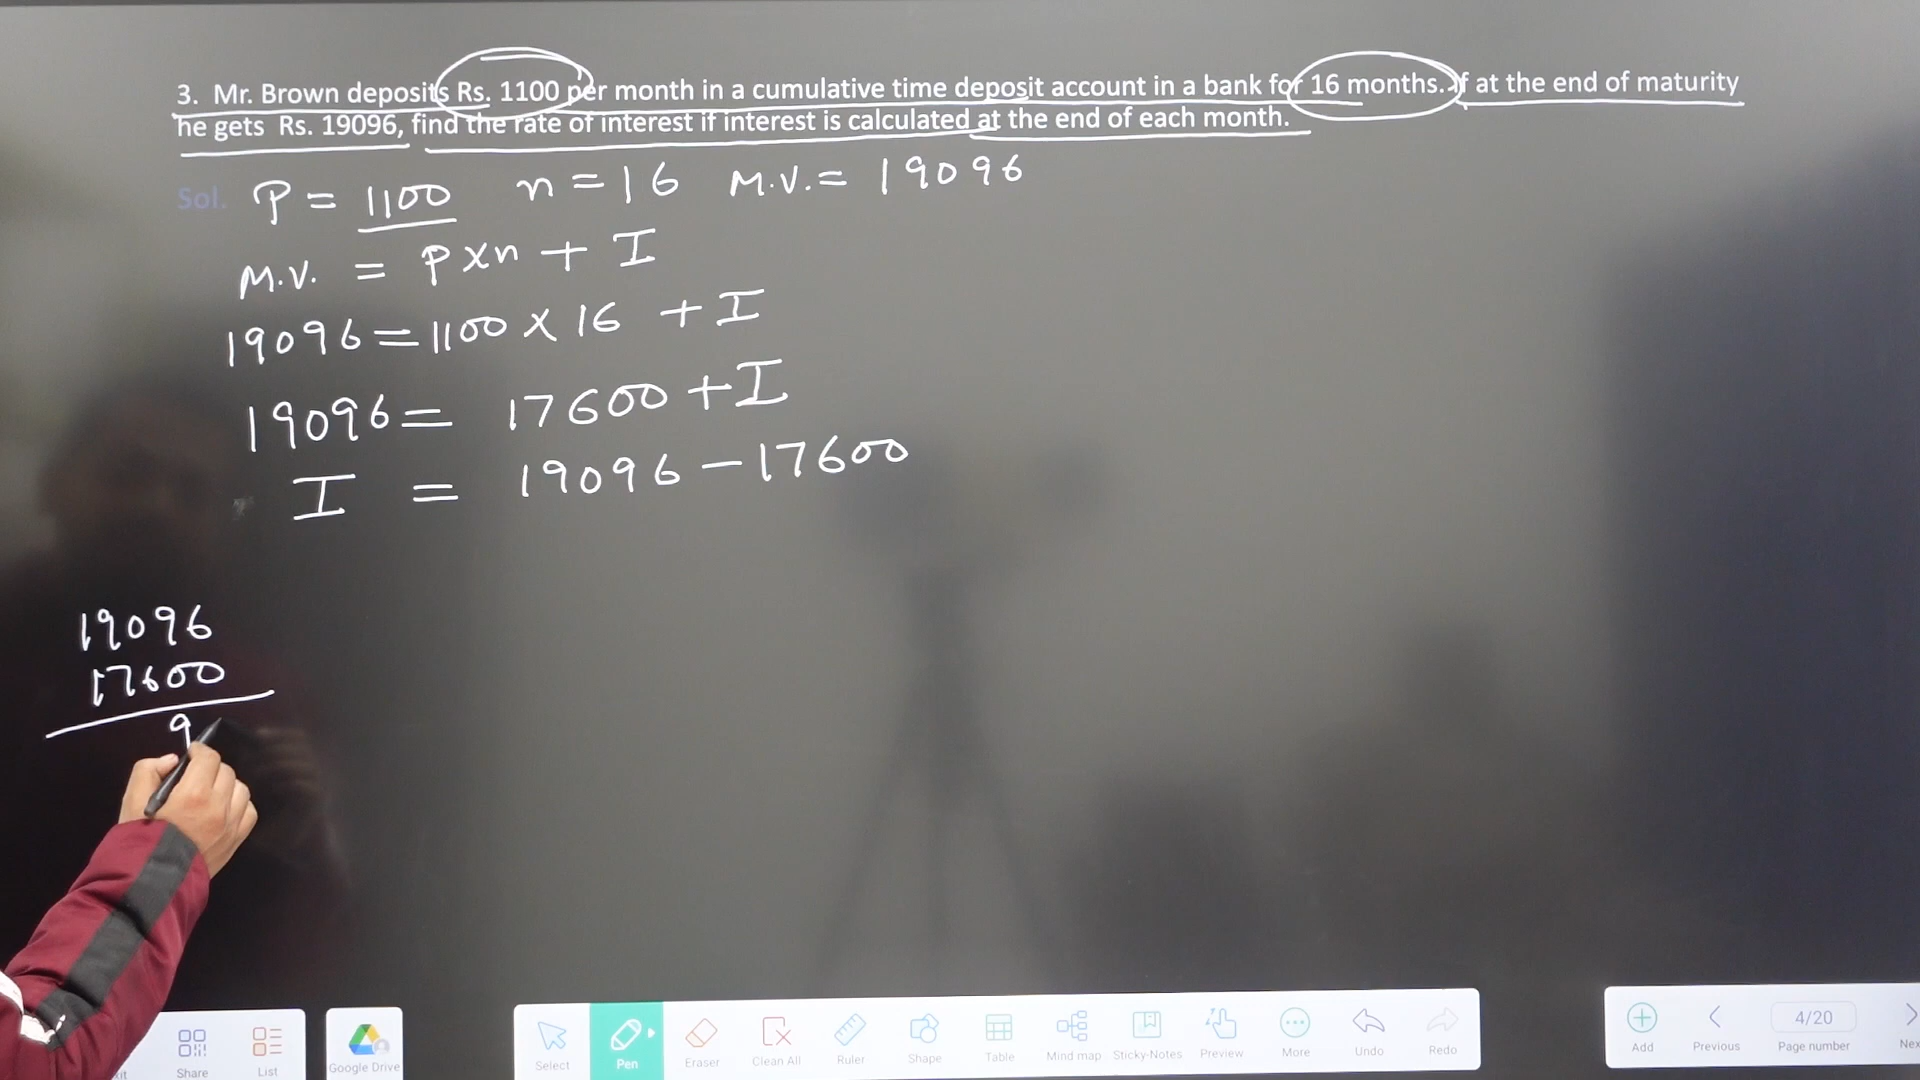 3. Mr. Brown deposits Rs. 1100 per month in a cumulative time deposit account in a bank for 16 months. If at the end of maturity
he gets Rs. 19096, find the rate of interest if interest is calculated at the end of each month.
Sol. P = 1100 n = 16 M.V. = 19096
M.V. = P×n + I
19096 = 1100 × 16 + I
19096 = 17600 + I
I = 19096 - 17600
19096
17600
9
Share
List
Google Drive
Select
Pen
Eraser
Clean All
Ruler
Shape
Table
Mind map
Sticky-Notes
Preview
More
Undo
Redo
Add
Previous
4/20
Page number